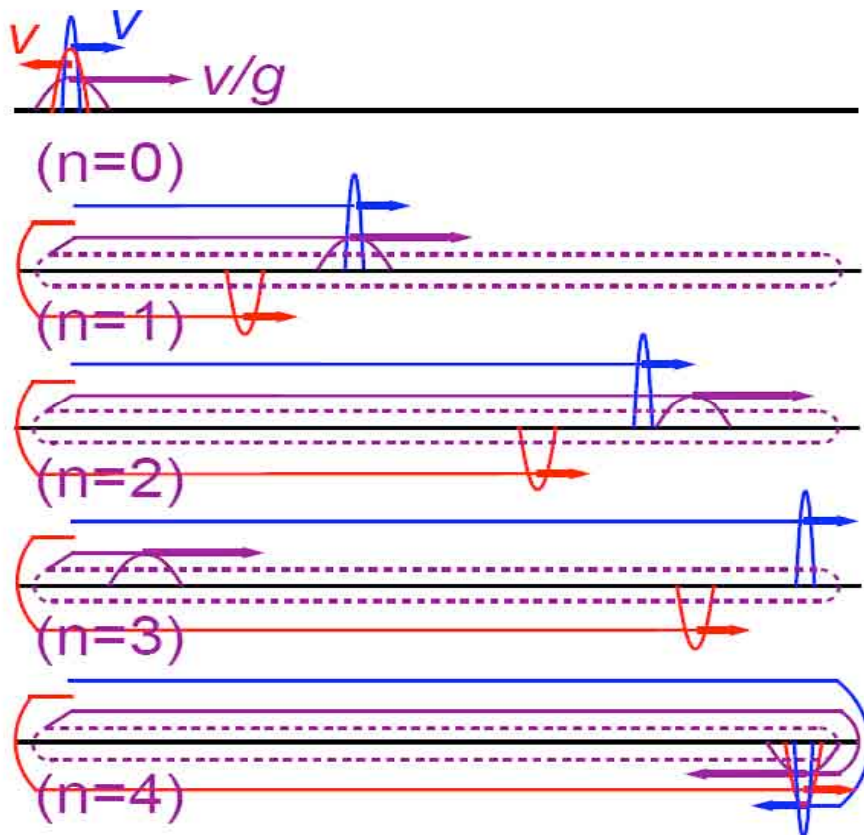 v v
v/g
(n=0)
(n=1)
(n=2)
(n=3)
(n=4)